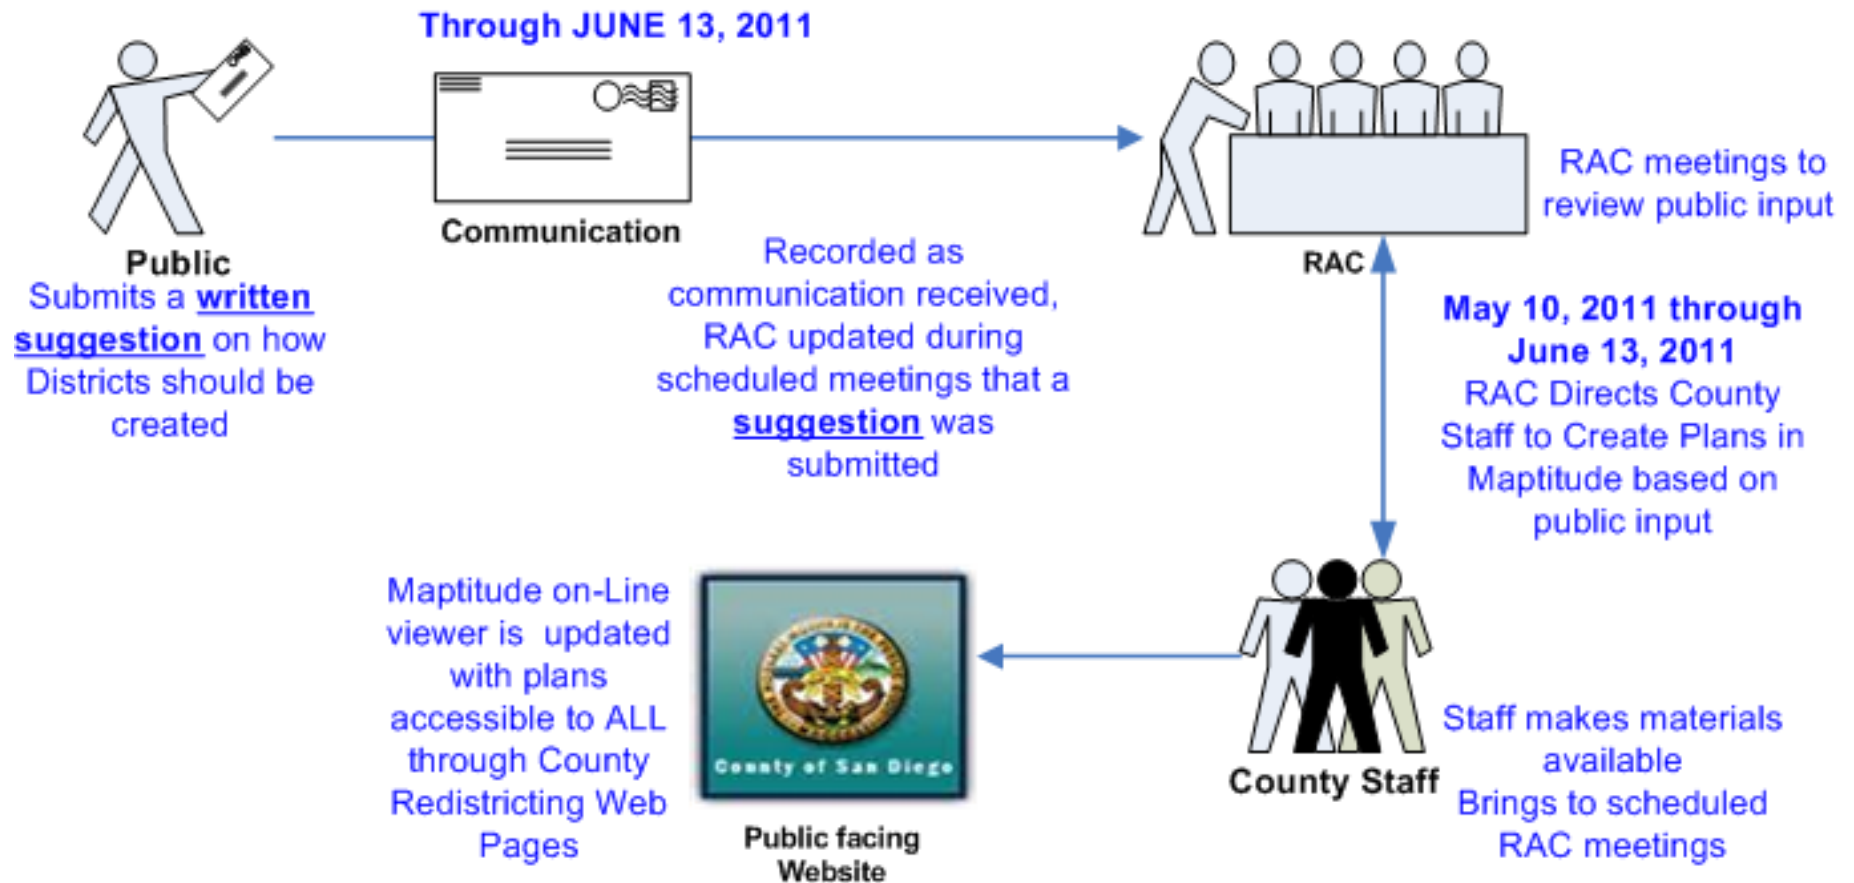 Through JUNE 13, 2011
Public
Submits a written
suggestion on how
Districts should be
created
Communication
Recorded as
communication received,
RAC updated during
scheduled meetings that a
suggestion was
submitted
RAC
RAC meetings to
review public input
May 10, 2011 through
June 13, 2011
RAC Directs County
Staff to Create Plans in
Maptitude based on
public input
County Staff
Staff makes materials
available
Brings to scheduled
RAC meetings
Maptitude on-Line
viewer is updated
with plans
accessible to ALL
through County
Redistricting Web
Pages
County of San Diego
Public facing
Website